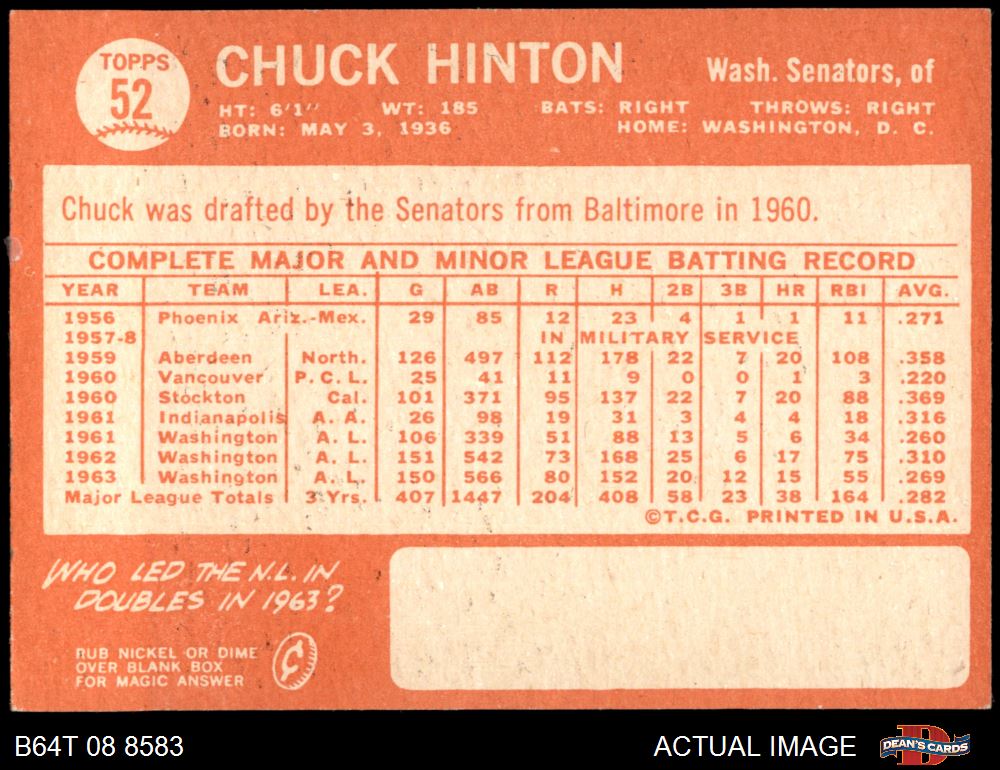 TOPPS
52
CHUCK HINTON
Wash. Senators, of
HT: 6'1" WT: 185 BATS: RIGHT THROWS: RIGHT
BORN: MAY 3, 1936 HOME: WASHINGTON, D. C.
Chuck was drafted by the Senators from Baltimore in 1960.
COMPLETE MAJOR AND MINOR LEAGUE BATTING RECORD
YEAR TEAM LEA. G AB R H 2B 3B HR RBI AVG.
1956 Phoenix Ariz.-Mex. 29 85 12 23 4 1 1 11 .271
1957-8 IN MILITARY SERVICE
1959 Aberdeen North. 126 497 112 178 22 7 20 108 .358
1960 Vancouver P.C.L. 25 41 11 9 0 0 1 3 .220
1960 Stockton Cal. 101 371 95 137 22 7 20 88 .369
1961 Indianapolis A. A. 26 98 19 31 3 4 4 18 .316
1961 Washington A. L. 106 339 51 88 13 5 6 34 .260
1962 Washington A. L. 151 542 73 168 25 6 17 75 .310
1963 Washington A. L. 150 566 80 152 20 12 15 55 .269
Major League Totals 3 Yrs. 407 1447 204 408 58 23 38 164 .282
©T.C.G. PRINTED IN U.S.A.
WHO LED THE N.L. IN
DOUBLES IN 1963?
RUB NICKEL OR DIME
OVER BLANK BOX
FOR MAGIC ANSWER
¢
B64T 08 8583
ACTUAL IMAGE
D
DEAN'S CARDS